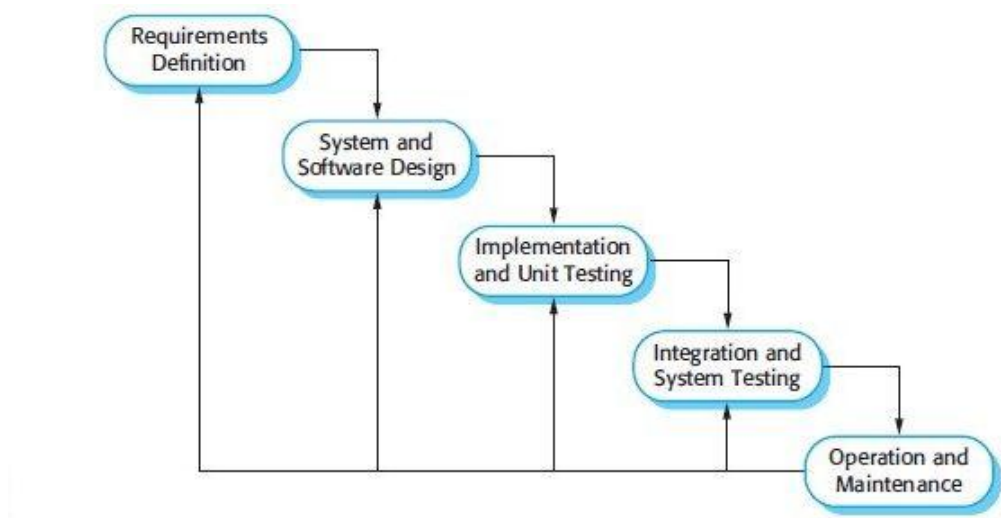 Requirements
Definition
System and
Software Design
Implementation
and Unit Testing
Integration and
System Testing
Operation and
Maintenance